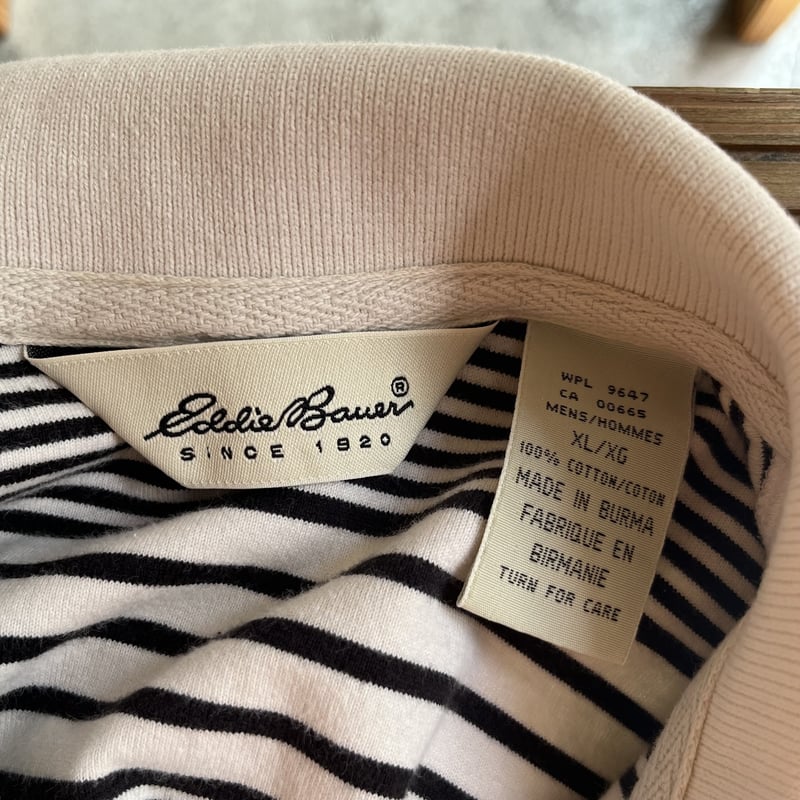 Eddie Bauer®
SINCE 1920
WPL 9647
CA 00665
MENS/HOMMES
XL/XG
100% COTTON/COTON
MADE IN BURMA
FABRIQUE EN
BIRMANIE
TURN FOR CARE